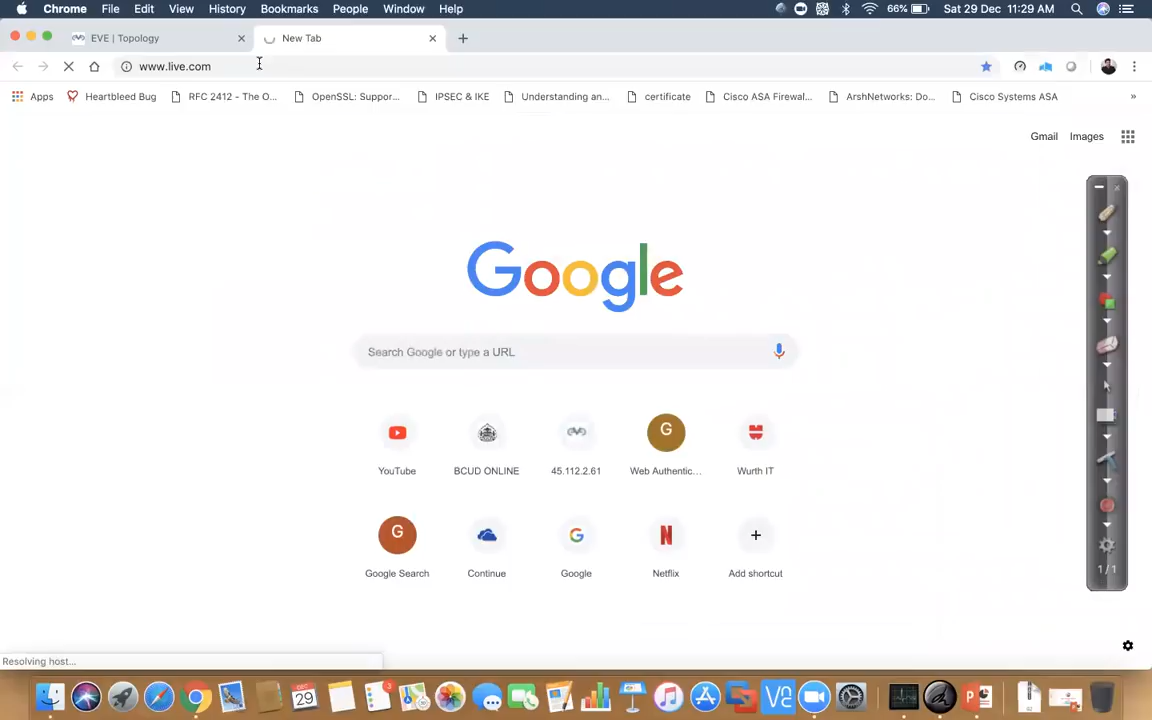 Chrome File Edit View History Bookmarks People Window Help 66% Sat 29 Dec 11:29 AM
EVE | Topology New Tab
www.live.com
Apps Heartbleed Bug RFC 2412 - The O... OpenSSL: Suppor... IPSEC & IKE Understanding an... certificate Cisco ASA Firewal... ArshNetworks: Do... Cisco Systems ASA »
Gmail Images
Google
Search Google or type a URL
G
YouTube BCUD ONLINE 45.112.2.61 Web Authentic... Wurth IT
G N
Google Search Continue Google Netflix Add shortcut
1 / 1
Resolving host...
DEC
29
3